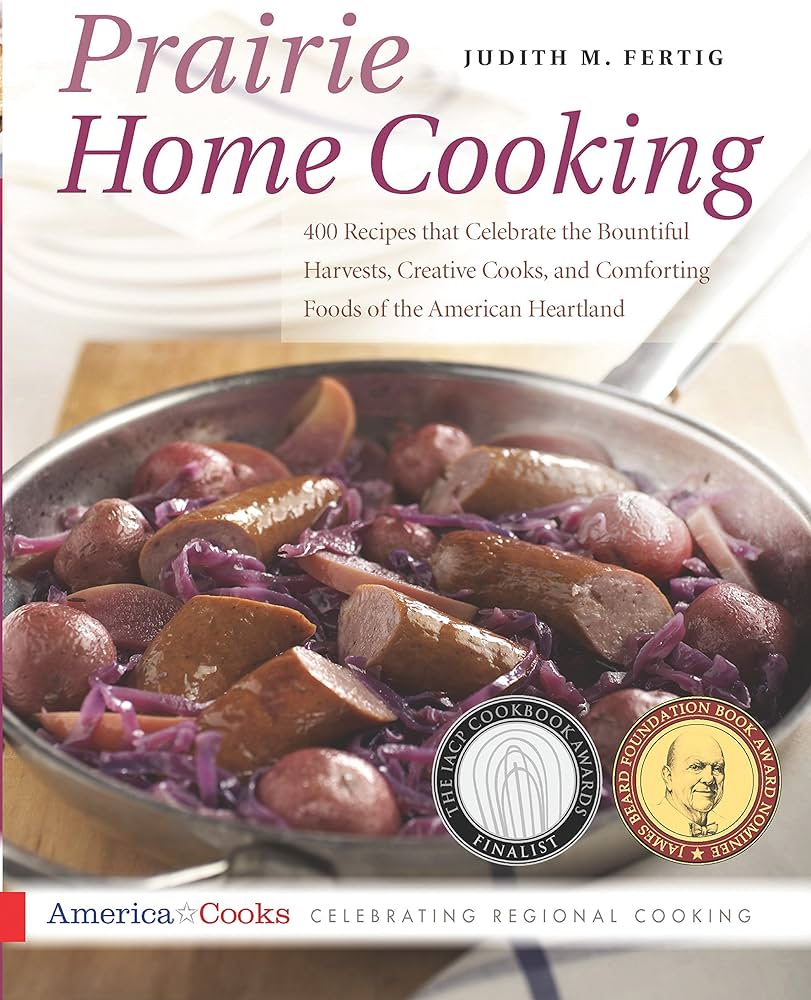 Prairie
JUDITH M. FERTIG
Home Cooking
400 Recipes that Celebrate the Bountiful
Harvests, Creative Cooks, and Comforting
Foods of the American Heartland
THE IACP COOKBOOK AWARDS
FINALIST
JAMES BEARD FOUNDATION BOOK AWARD NOMINEE ★
America☆Cooks CELEBRATING REGIONAL COOKING